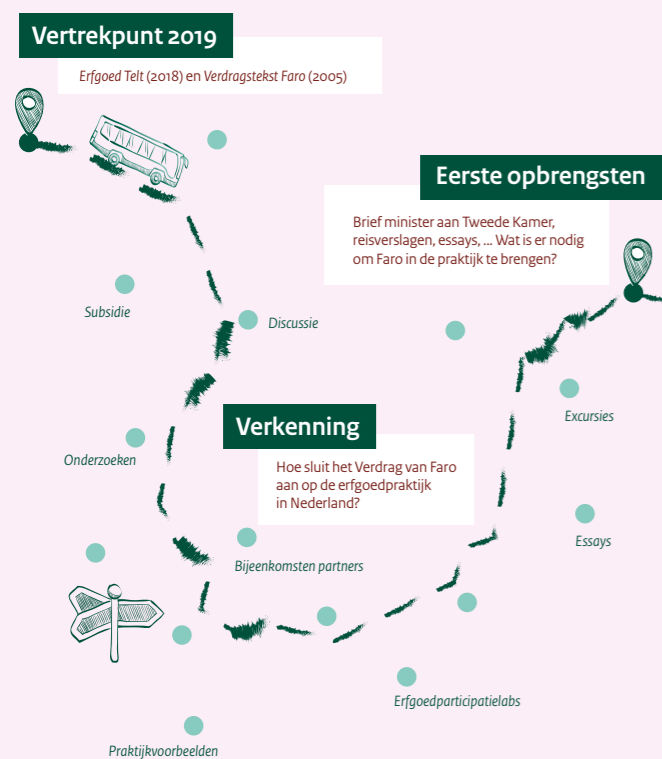 Vertrekpunt 2019
Erfgoed Telt (2018) en Verdragstekst Faro (2005)
Eerste opbrengsten
Brief minister aan Tweede Kamer,
reisverslagen, essays, ... Wat is er nodig
om Faro in de praktijk te brengen?
Subsidie
Discussie
Excursies
Verkenning
Hoe sluit het Verdrag van Faro
aan op de erfgoedpraktijk
in Nederland?
Onderzoeken
Essays
Bijeenkomsten partners
Erfgoedparticipatielabs
Praktijkvoorbeelden